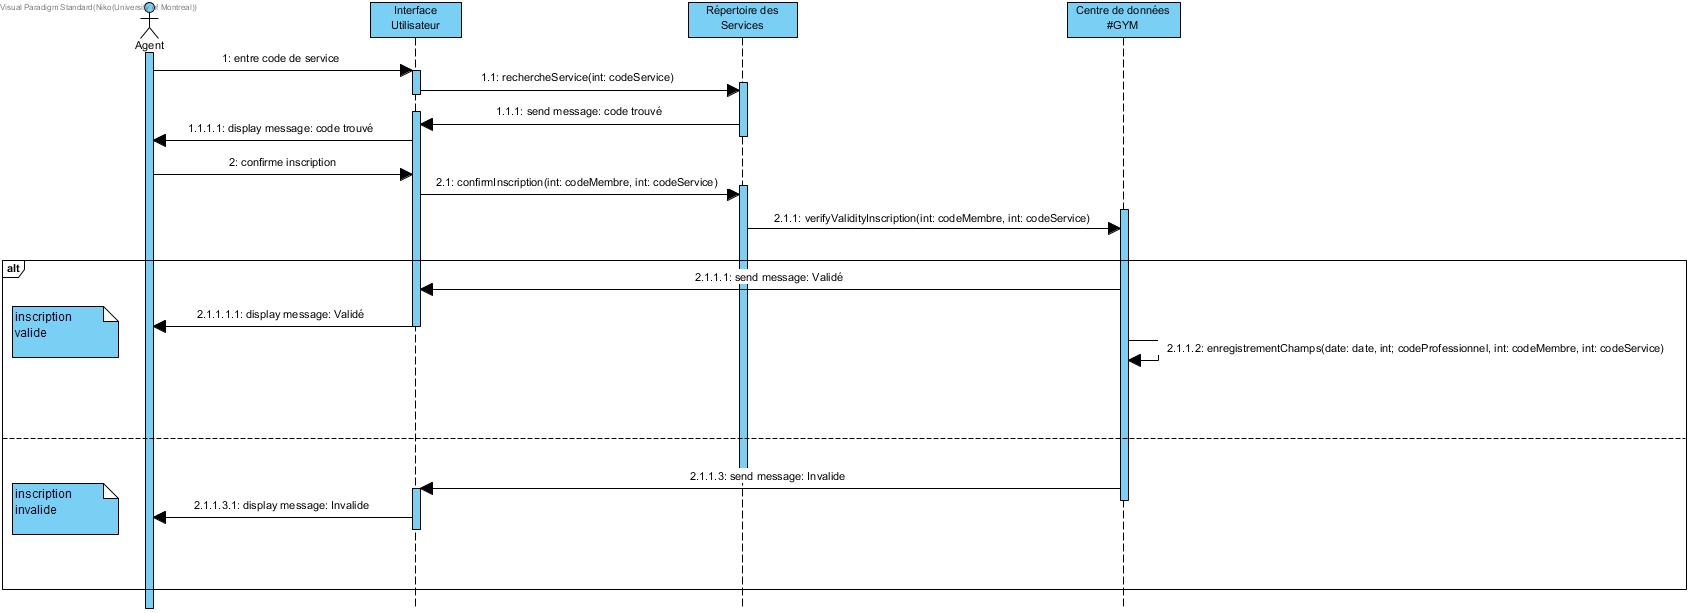 Visual Paradigm Standard(Niko(University of Montreal))
Agent
Interface
Utilisateur
Répertoire des
Services
Centre de données
#GYM
1: entre code de service
1.1: rechercheService(int: codeService)
1.1.1: send message: code trouvé
1.1.1.1: display message: code trouvé
2: confirme inscription
2.1: confirmInscription(int: codeMembre, int: codeService)
2.1.1: verifyValidityInscription(int: codeMembre, int: codeService)
alt
2.1.1.1: send message: Validé
inscription
valide
2.1.1.1.1: display message: Validé
2.1.1.2: enregistrementChamps(date: date, int; codeProfessionnel, int: codeMembre, int: codeService)
2.1.1.3: send message: Invalide
inscription
invalide
2.1.1.3.1: display message: Invalide